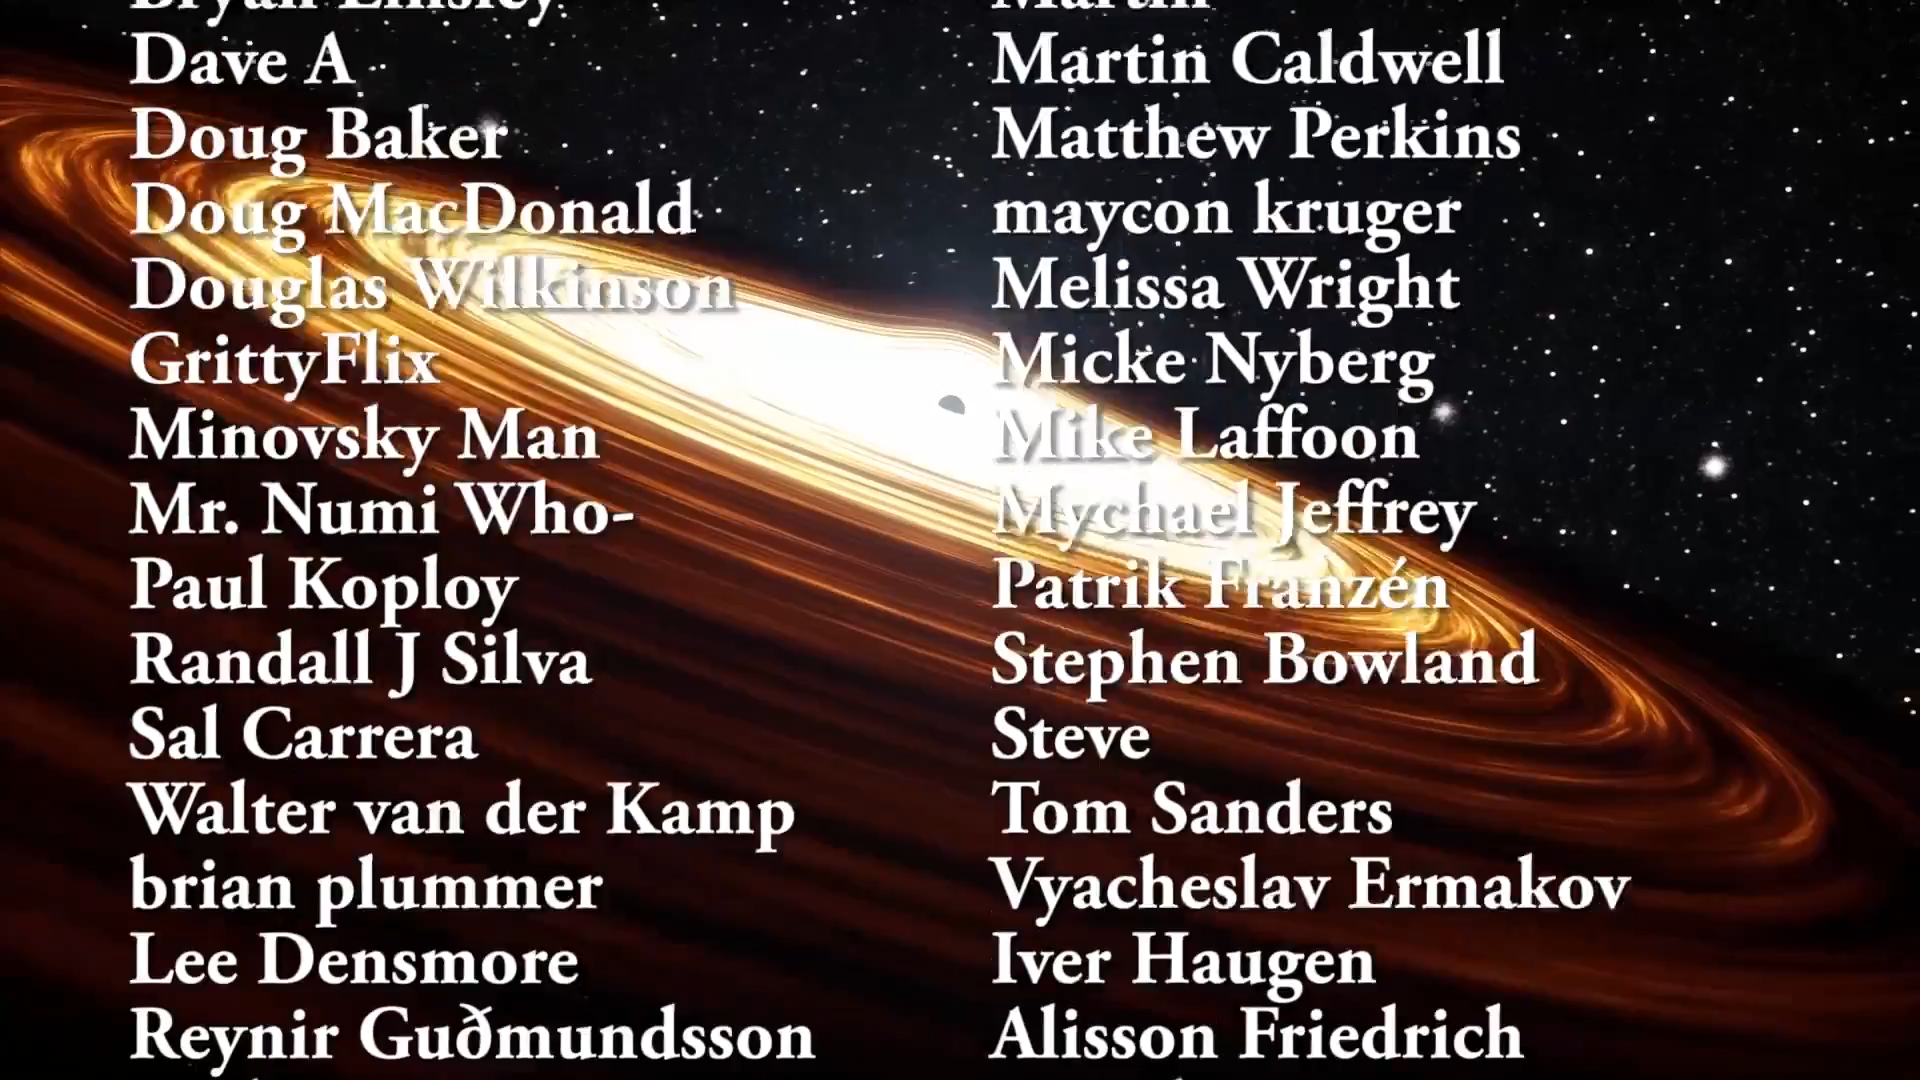 Dave A
Doug Baker
Doug MacDonald
Douglas Wilkinson
GrittyFlix
Minovsky Man
Mr. Numi Who-
Paul Koploy
Randall J Silva
Sal Carrera
Walter van der Kamp
brian plummer
Lee Densmore
Reynir Guðmundsson
Martin
Martin Caldwell
Matthew Perkins
maycon kruger
Melissa Wright
Micke Nyberg
Mike Laffoon
Mychael Jeffrey
Patrik Franzén
Stephen Bowland
Steve
Tom Sanders
Vyacheslav Ermakov
Iver Haugen
Alisson Friedrich